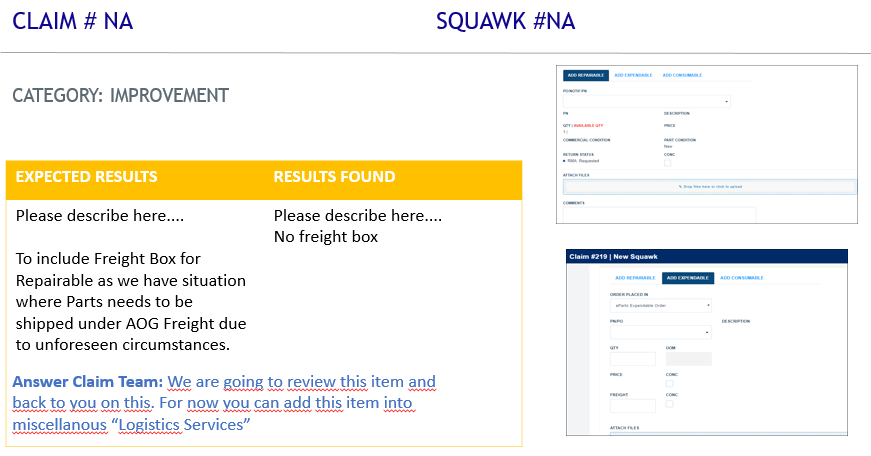 CLAIM # NA
SQUAWK #NA
CATEGORY: IMPROVEMENT
EXPECTED RESULTS
RESULTS FOUND
Please describe here....
To include Freight Box for
Repairable as we have situation
where Parts needs to be
shipped under AOG Freight due
to unforeseen circumstances.
Please describe here....
No freight box
Answer Claim Team: We are going to review this item and
back to you on this. For now you can add this item into
miscellanous “Logistics Services”
ADD REPAIRABLE ADD EXPENDABLE ADD CONSUMABLE
PO/NOTIF/PN
PN DESCRIPTION
QTY | AVAILABLE QTY PRICE
1 |
COMMERCIAL CONDITION PART CONDITION
New
RETURN STATUS CONC
RMA Requested
ATTACH FILES
Drop files here or click to upload
COMMENTS
Claim #219 | New Squawk
ADD REPAIRABLE ADD EXPENDABLE ADD CONSUMABLE
ORDER PLACED IN
eParts Expendable Order
PN/PO DESCRIPTION
QTY UOM
PRICE CONC
FREIGHT CONC
ATTACH FILES